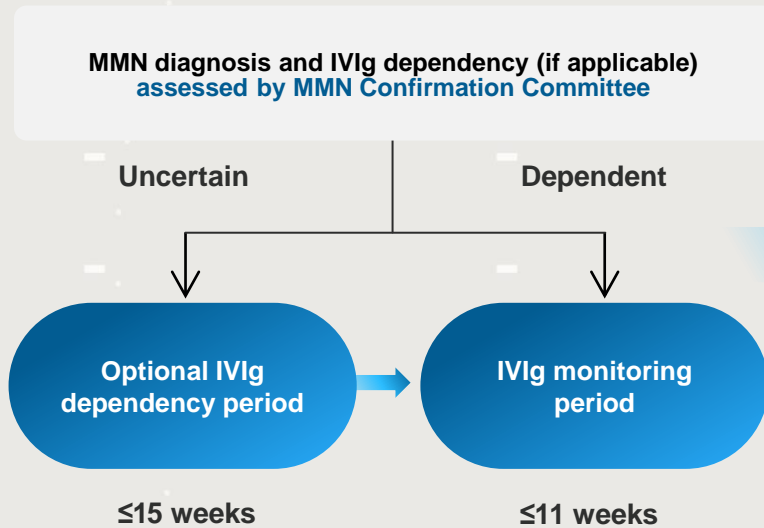 MMN diagnosis and IVIg dependency (if applicable)
assessed by MMN Confirmation Committee
Uncertain
Dependent
Optional IVIg
dependency period
IVIg monitoring
period
≤15 weeks
≤11 weeks